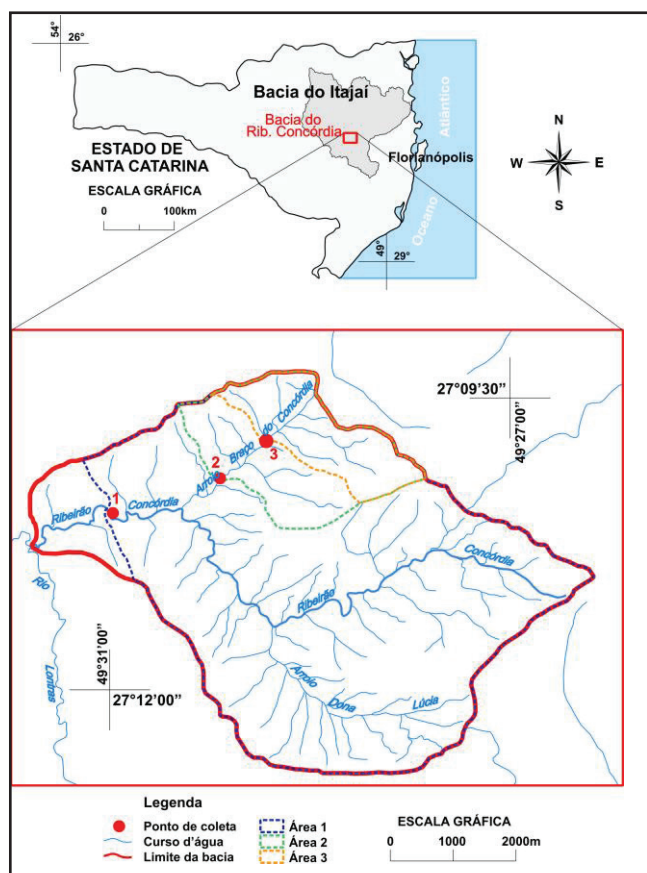 54°
26°
Bacia do Itajaí
Bacia do
Rib. Concórdia
ESTADO DE
SANTA CATARINA
ESCALA GRÁFICA
0 100km
Florianópolis
Oceano
Atlântico
49°
29°
N
W E
S
27°09'30"
49°27'00"
Arroio Braço do Concórdia
3
2
1
Ribeirão Concórdia
Ribeirão
Concórdia
Rio
Lontras
Arroio
Dona Lúcia
49°31'00"
27°12'00"
Legenda
Ponto de coleta
Curso d'água
Limite da bacia
Área 1
Área 2
Área 3
ESCALA GRÁFICA
0 1000 2000m